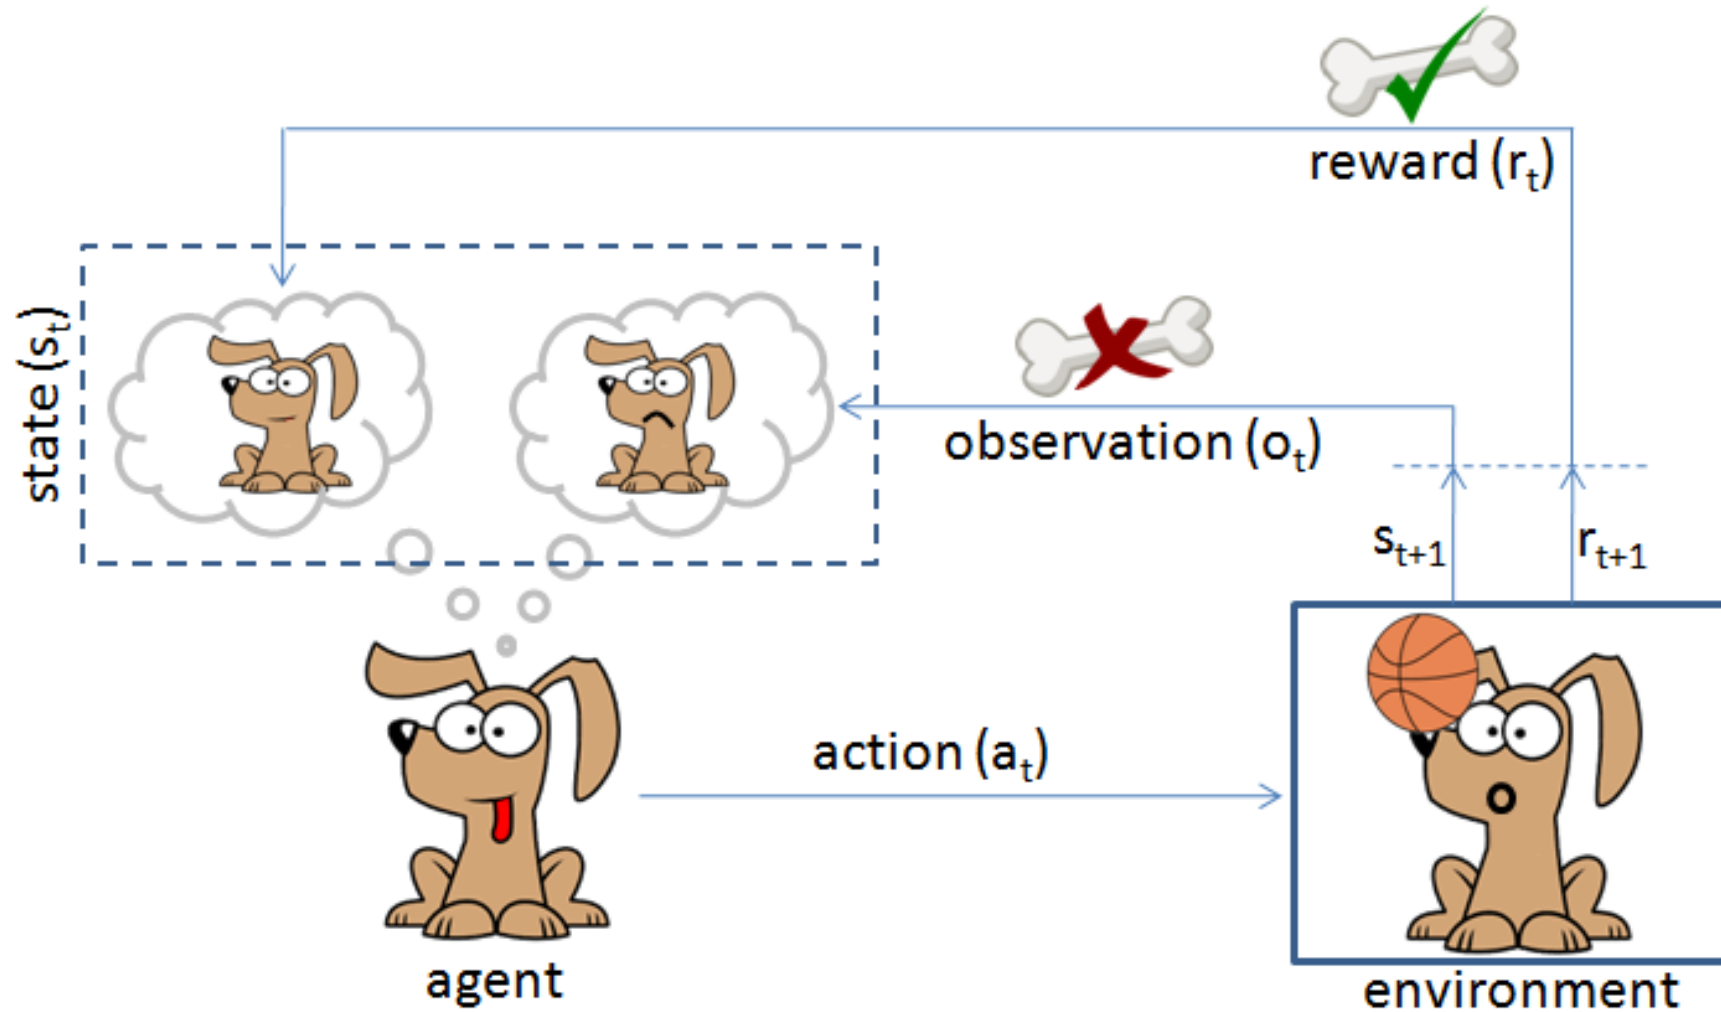 reward (rₜ)
state (sₜ)
observation (oₜ)
sₜ₊₁
rₜ₊₁
action (aₜ)
agent
environment